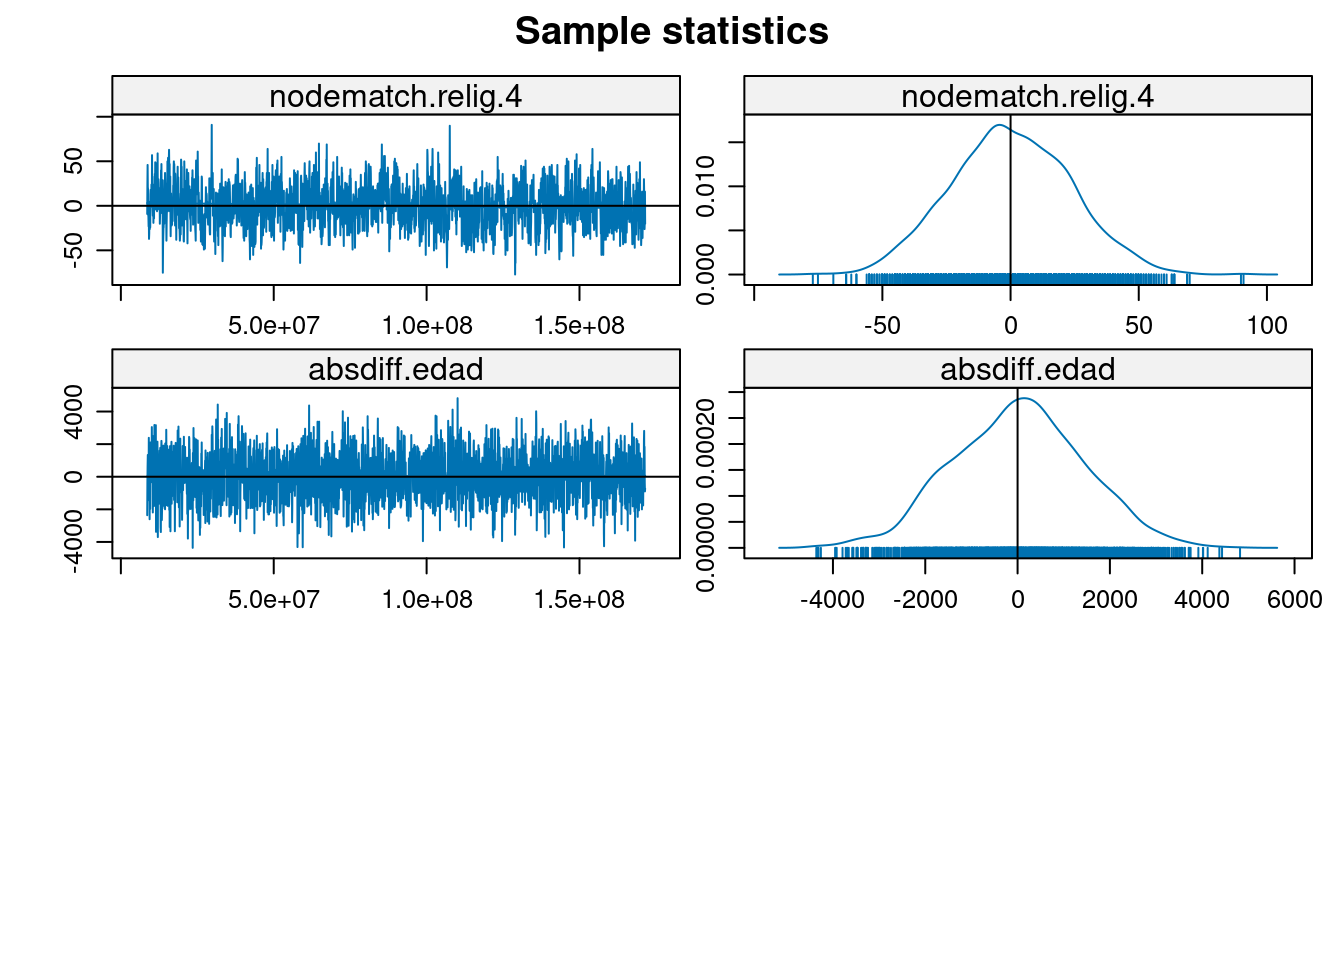 Sample statistics
nodematch.relig.4
nodematch.relig.4
50
0
-50
5.0e+07 1.0e+08 1.5e+08
0.010
0.000
-50 0 50 100
absdiff.edad
absdiff.edad
4000
0
-4000
5.0e+07 1.0e+08 1.5e+08
0.00020
0.00000
-4000 -2000 0 2000 4000 6000